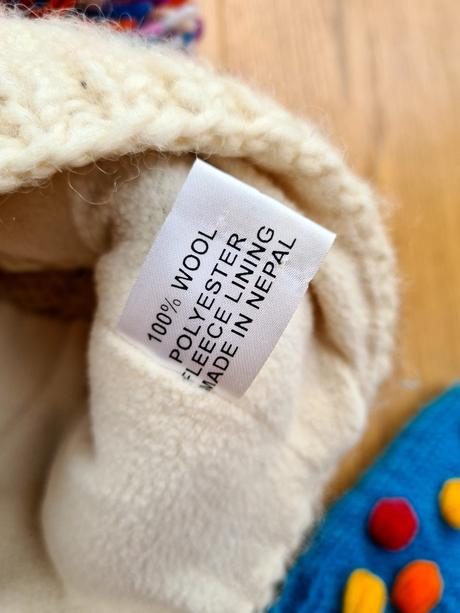 100% WOOL
POLYESTER
FLEECE LINING
MADE IN NEPAL